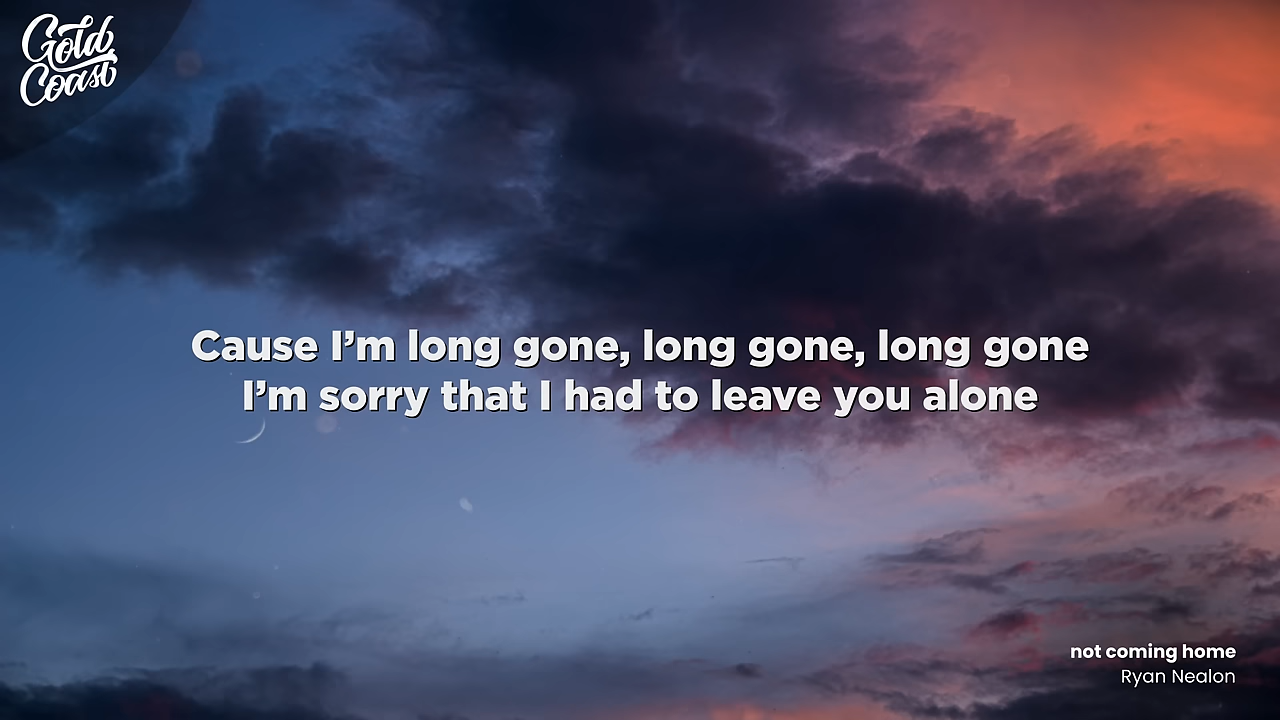 Gold
Coast
Cause I’m long gone, long gone, long gone
I’m sorry that I had to leave you alone
not coming home
Ryan Nealon